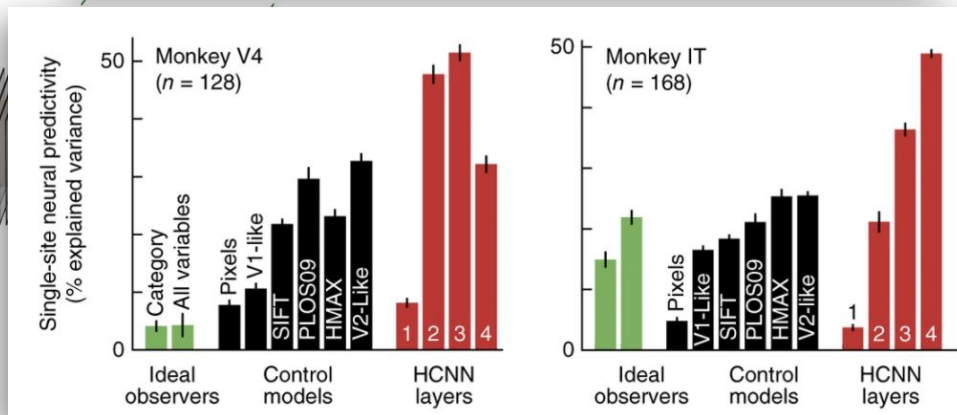 Single-site neural predictivity
(% explained variance)
50
0
Monkey V4
(n = 128)
Category
All variables
Pixels
V1-like
SIFT
PLOS09
HMAX
V2-Like
1
2
3
4
Ideal
observers
Control
models
HCNN
layers
50
0
Monkey IT
(n = 168)
Pixels
V1-Like
SIFT
PLOS09
HMAX
V2-like
1
2
3
4
Ideal
observers
Control
models
HCNN
layers